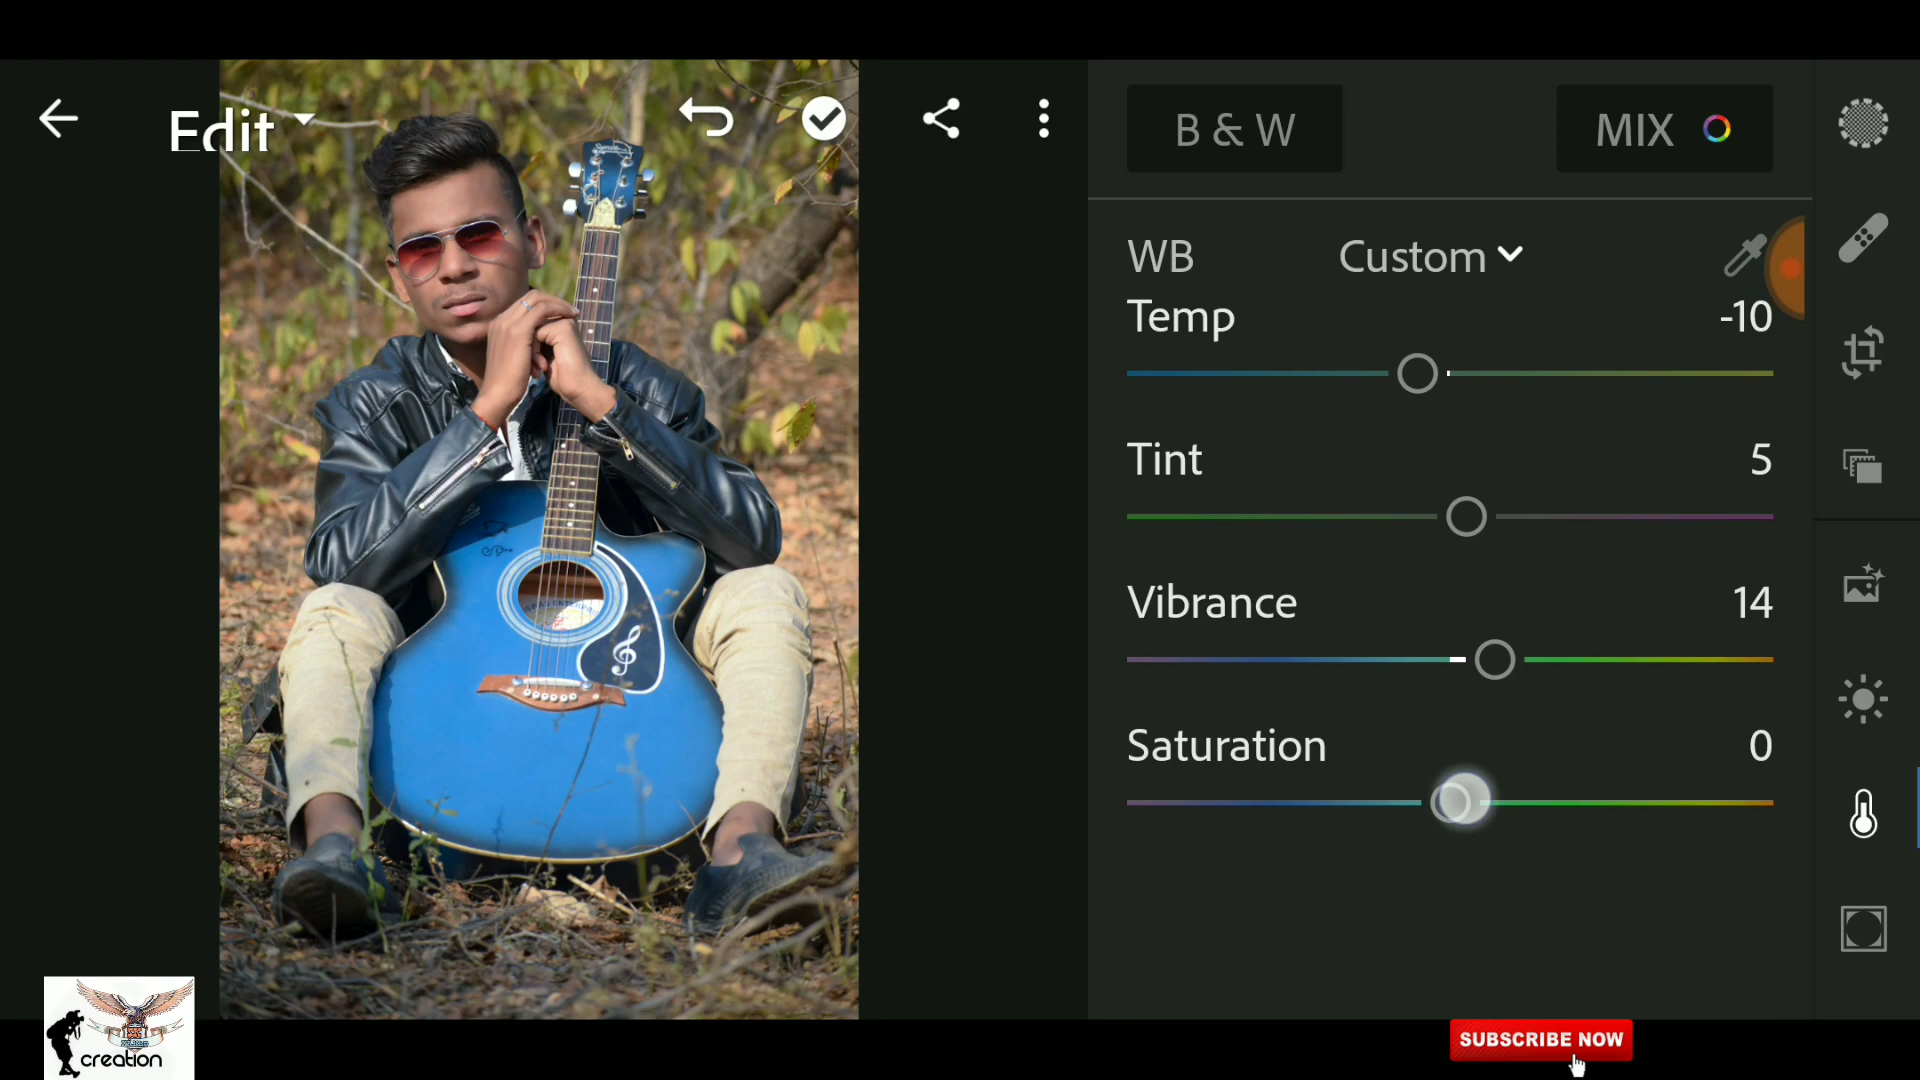 Edit
B & W
MIX
WB
Custom
Temp
-10
Tint
5
Vibrance
14
Saturation
0
creation
SUBSCRIBE NOW